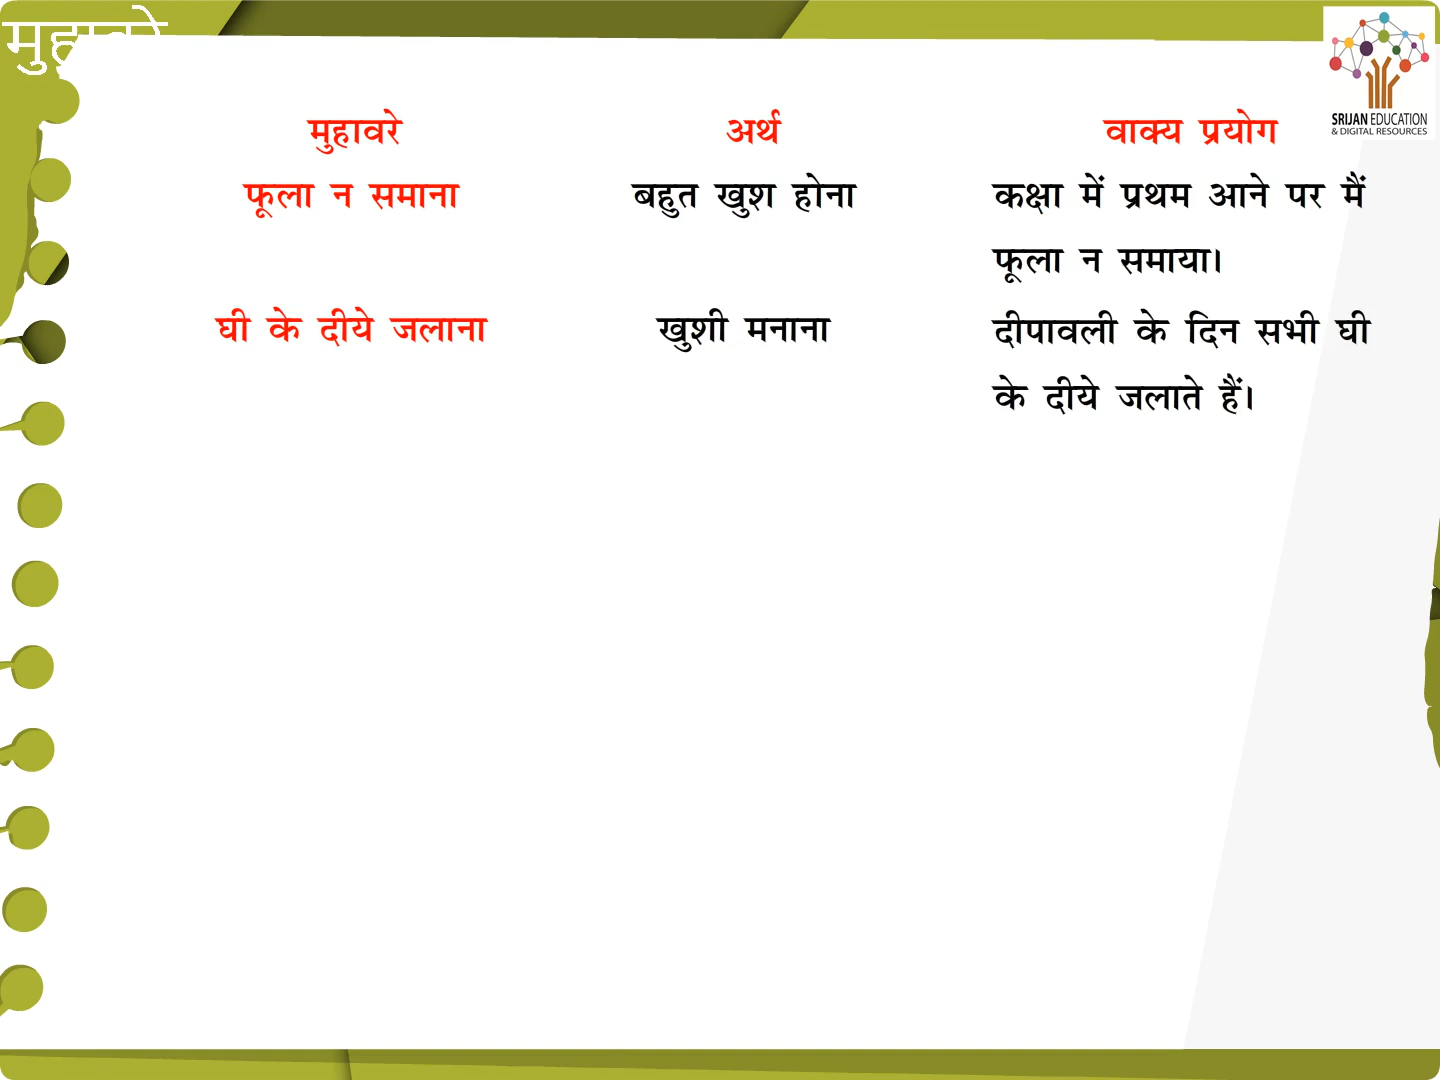 मुहावरे
SRIJAN EDUCATION
& DIGITAL RESOURCES
मुहावरे अर्थ वाक्य प्रयोग
फूला न समाना बहुत खुश होना कक्षा में प्रथम आने पर मैं
फूला न समाया।
घी के दीये जलाना खुशी मनाना दीपावली के दिन सभी घी
के दीये जलाते हैं।